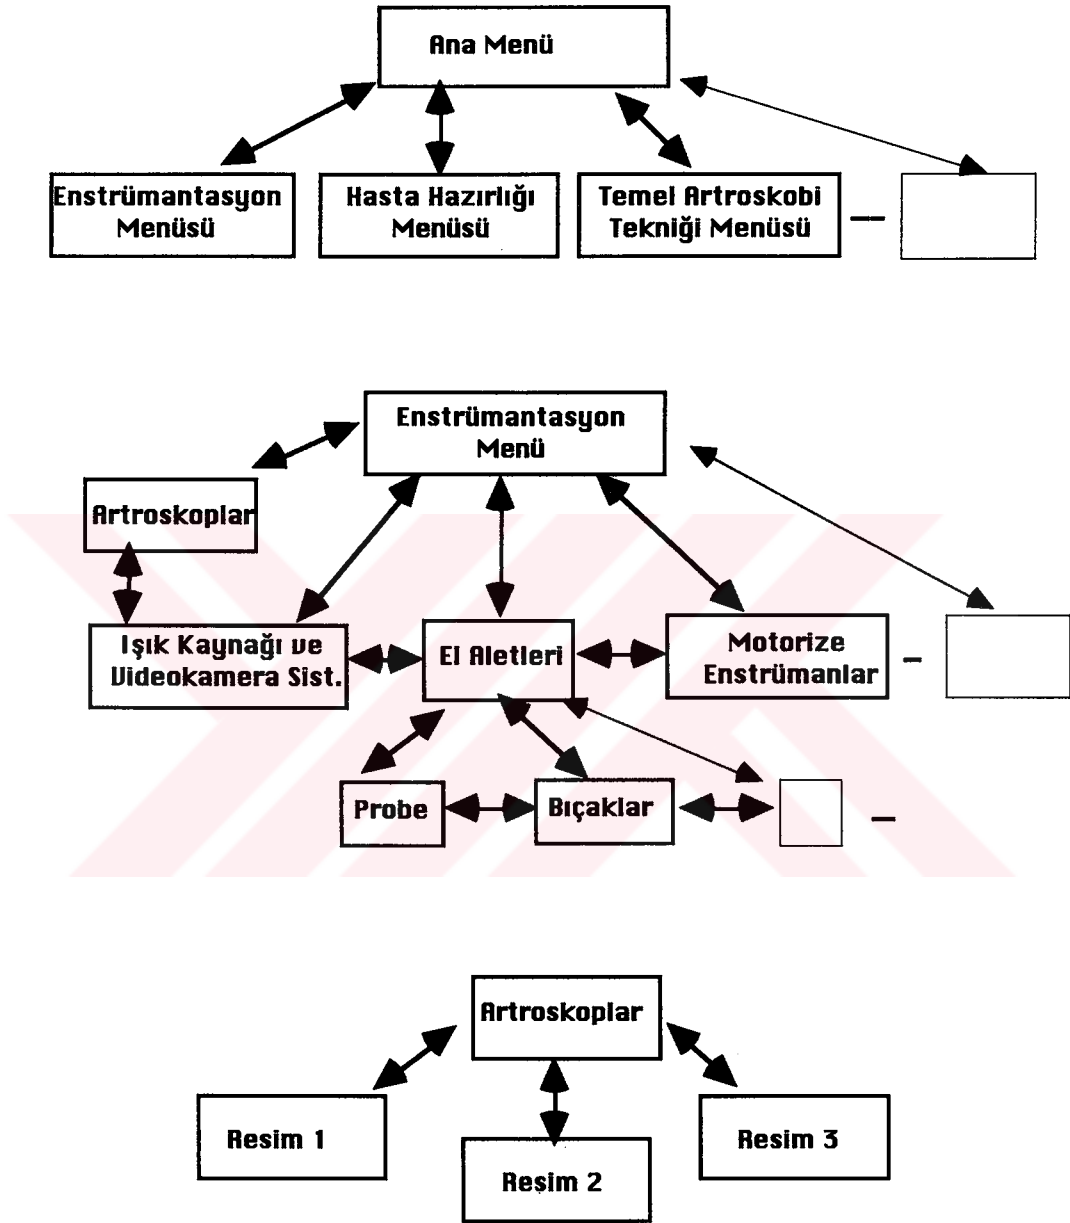 Ana Menü
Enstrümantasyon
Menüsü
Hasta Hazırlığı
Menüsü
Temel Artroskobi
Tekniği Menüsü
Enstrümantasyon
Menü
Artroskoplar
Işık Kaynağı ve
Videokamera Sist.
El Aletleri
Motorize
Enstrümanlar
Probe
Bıçaklar
Artroskoplar
Resim 1
Resim 2
Resim 3